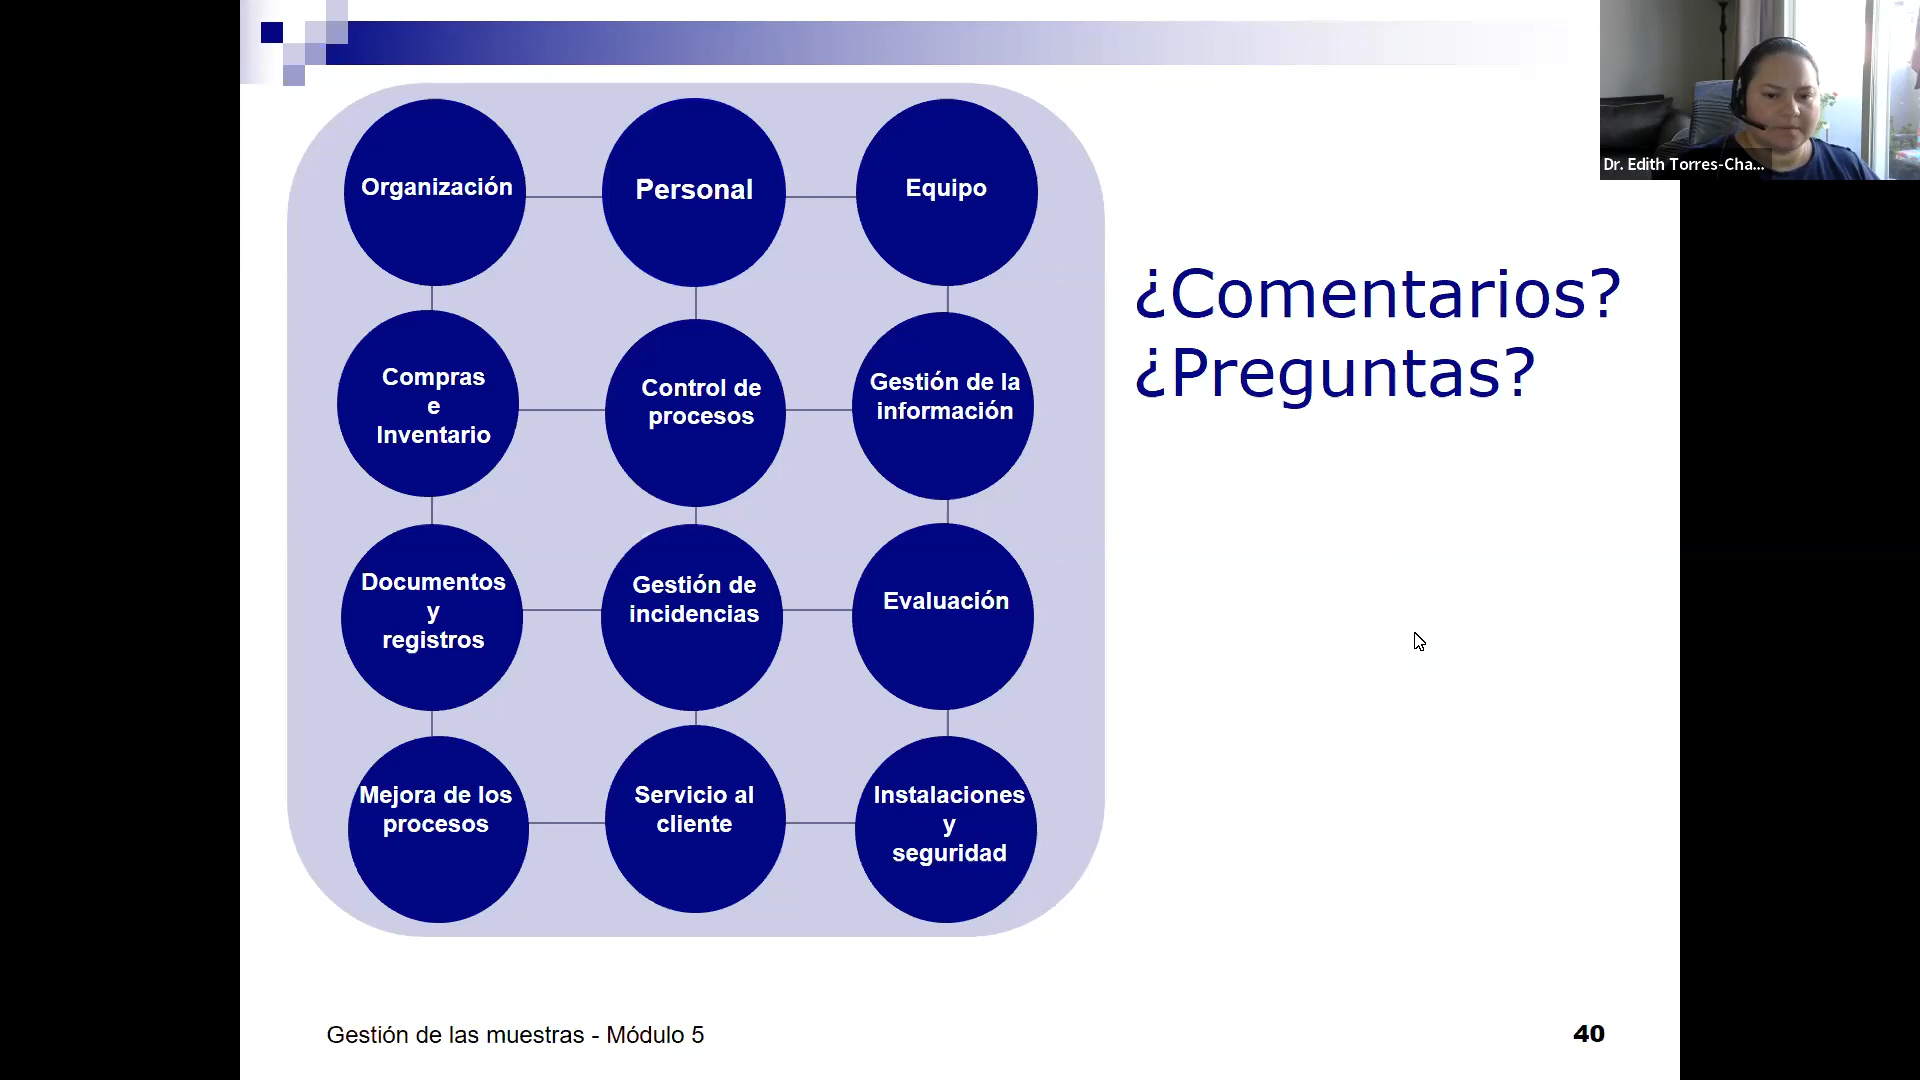 Organización
Personal
Equipo
Compras
e
Inventario
Control de
procesos
Gestión de la
información
Documentos
y
registros
Gestión de
incidencias
Evaluación
Mejora de los
procesos
Servicio al
cliente
Instalaciones
y
seguridad
¿Comentarios?
¿Preguntas?
Dr. Edith Torres-Cha...
Gestión de las muestras - Módulo 5
40